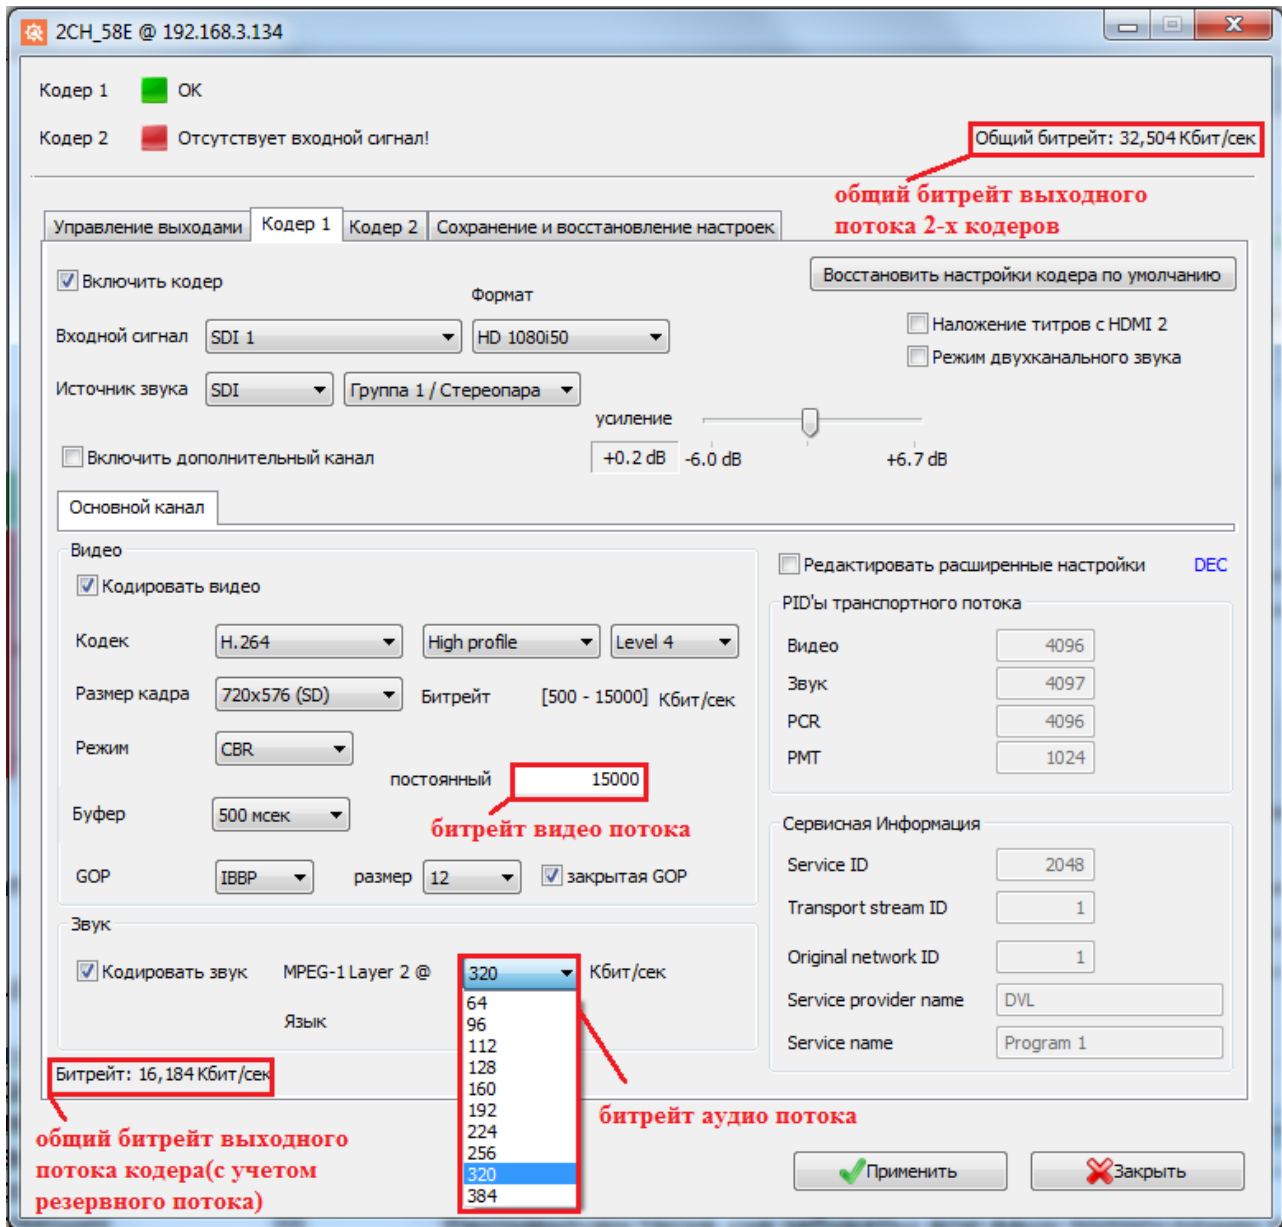 2CH_58E @ 192.168.3.134
Кодер 1 OK
Кодер 2 Отсутствует входной сигнал!
Общий битрейт: 32,504 Кбит/сек
общий битрейт выходного
потока 2-х кодеров
Управление выходами Кодер 1 Кодер 2 Сохранение и восстановление настроек
Включить кодер
Восстановить настройки кодера по умолчанию
Формат
Входной сигнал SDI 1 HD 1080i50
Наложение титров с HDMI 2
Режим двухканального звука
Источник звука SDI Группа 1 / Стереопара
усиление
Включить дополнительный канал
+0.2 dB -6.0 dB +6.7 dB
Основной канал
Видео
Кодировать видео
Кодек H.264 High profile Level 4
Размер кадра 720x576 (SD) Битрейт [500 - 15000] Кбит/сек
Режим CBR
постоянный 15000
Буфер 500 мсек
битрейт видео потока
GOP IBBP размер 12 закрытая GOP
Редактировать расширенные настройки DEC
PID'ы транспортного потока
Видео 4096
Звук 4097
PCR 4096
PMT 1024
Сервисная Информация
Service ID 2048
Transport stream ID 1
Original network ID 1
Service provider name DVL
Service name Program 1
Звук
Кодировать звук MPEG-1 Layer 2 @ 320 Кбит/сек
Язык
64
96
112
128
160
192
224
256
320
384
битрейт аудио потока
Битрейт: 16,184 Кбит/сек
общий битрейт выходного
потока кодера(с учетом
резервного потока)
Применить Закрыть